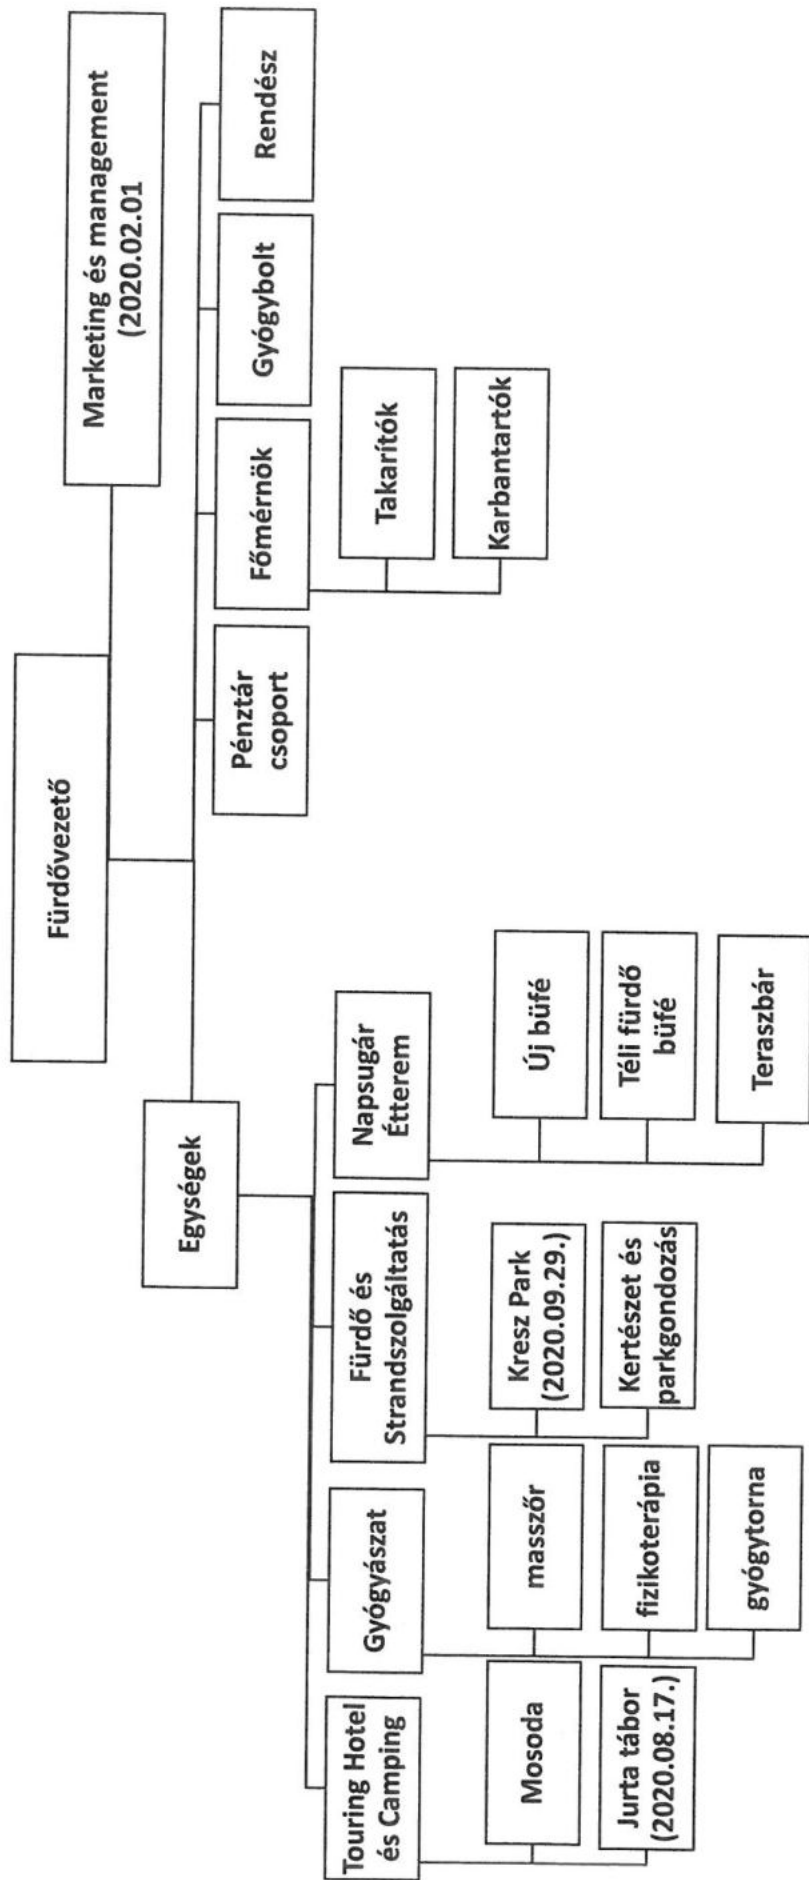 Fürdővezető
Marketing és management
(2020.02.01
Egységek
Pénztár
csoport
Főmérnök
Gyógybolt
Rendész
Takarítók
Karbantartók
Touring Hotel
és Camping
Gyógyászat
Fürdő és
Strandszolgáltatás
Napsugár
Étterem
Mosoda
Jurta tábor
(2020.08.17.)
masszőr
fizikoterápia
gyógytorna
Kresz Park
(2020.09.29.)
Kertészet és
parkgondozás
Új büfé
Téli fürdő
büfé
Teraszbár